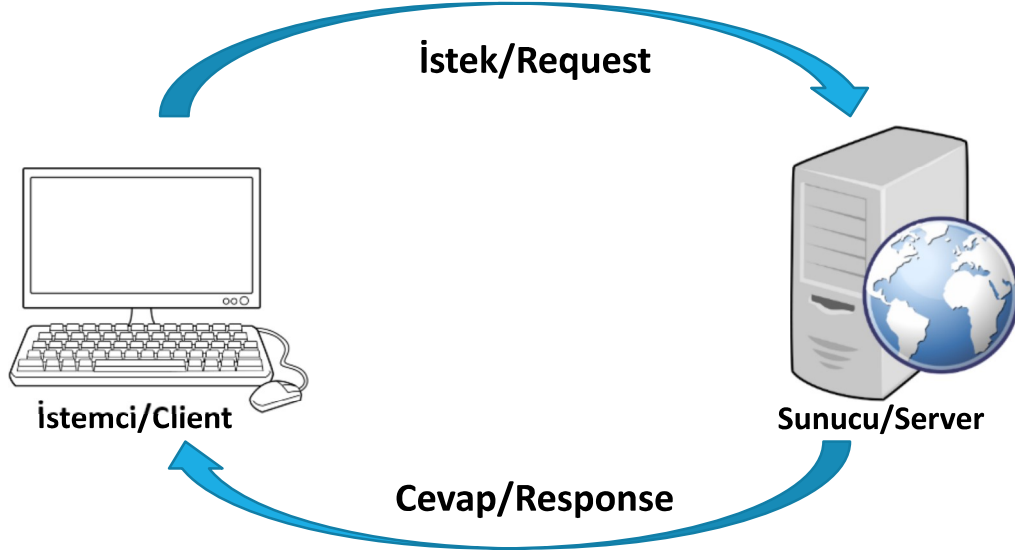 İstek/Request
İstemci/Client
Sunucu/Server
Cevap/Response